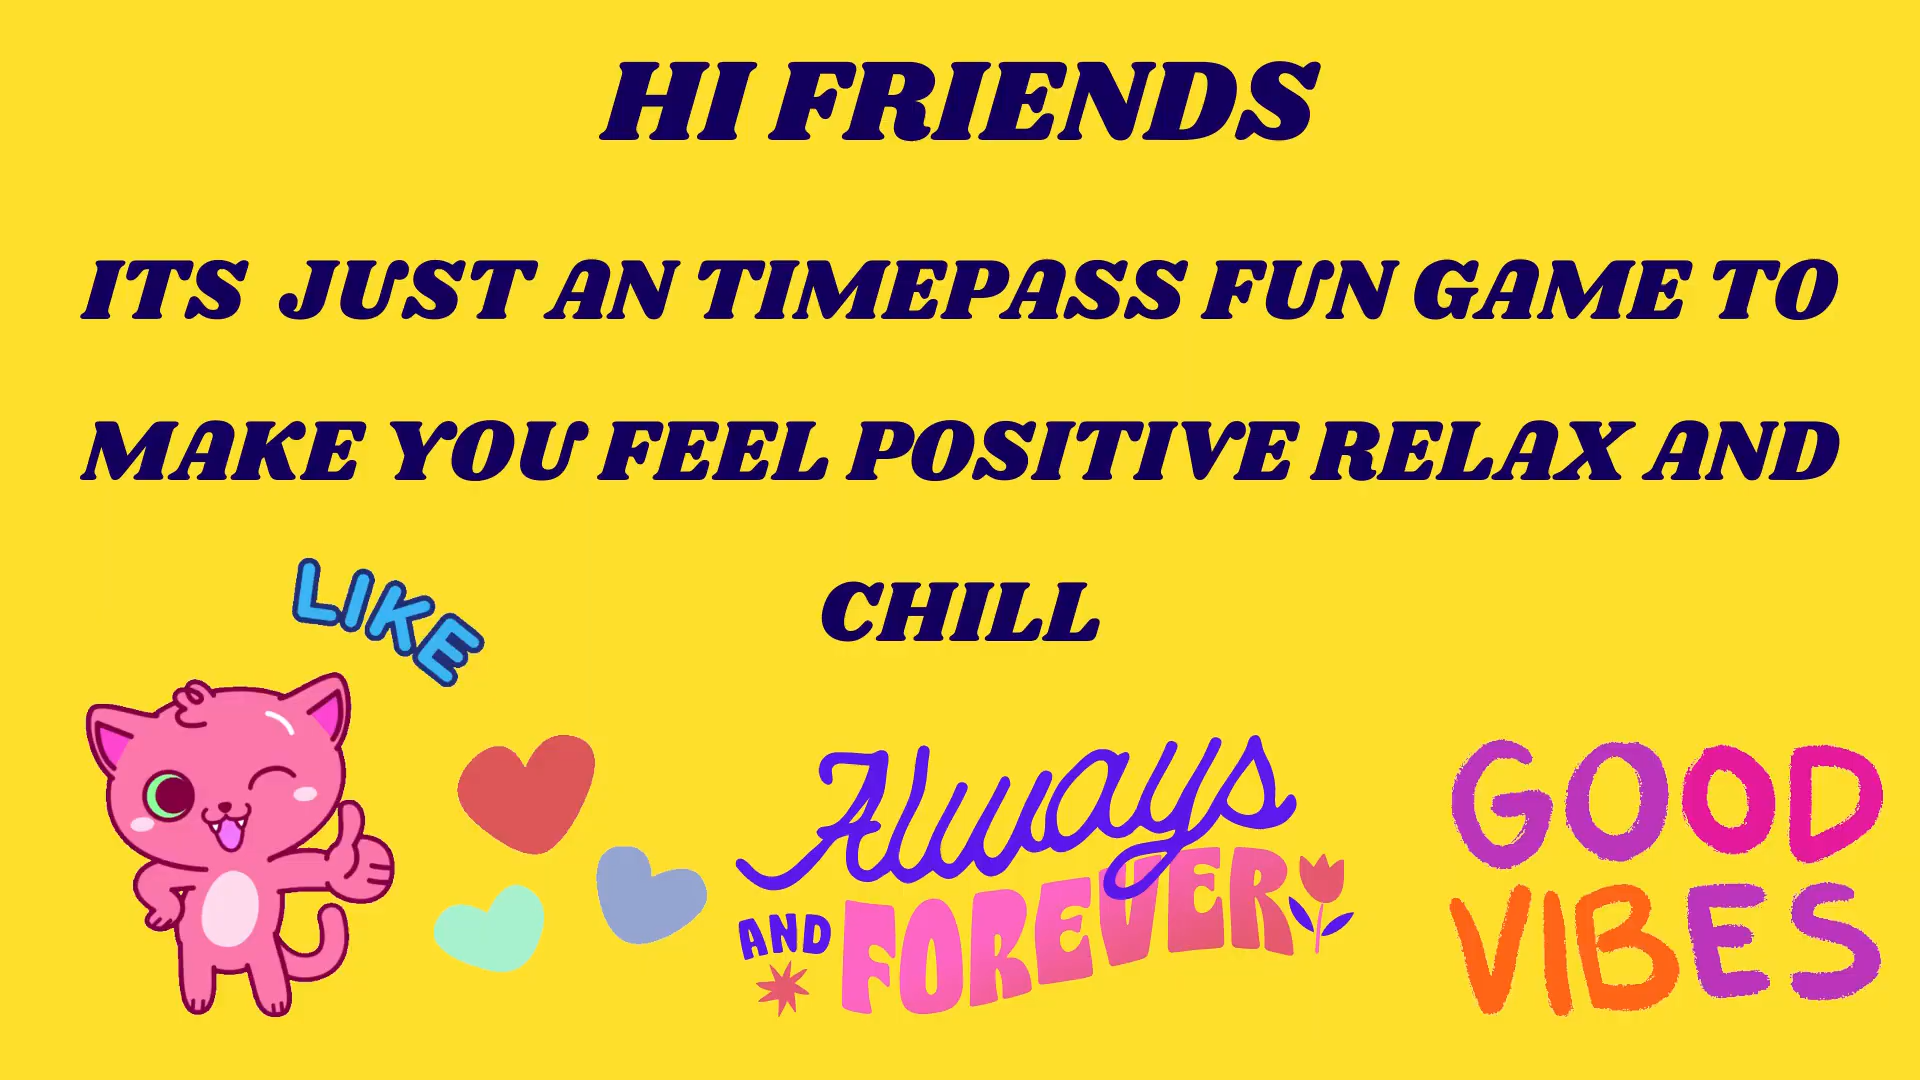 HI FRIENDS
ITS JUST AN TIMEPASS FUN GAME TO
MAKE YOU FEEL POSITIVE RELAX AND
CHILL
LIKE
Always
AND FOREVER
GOOD
VIBES